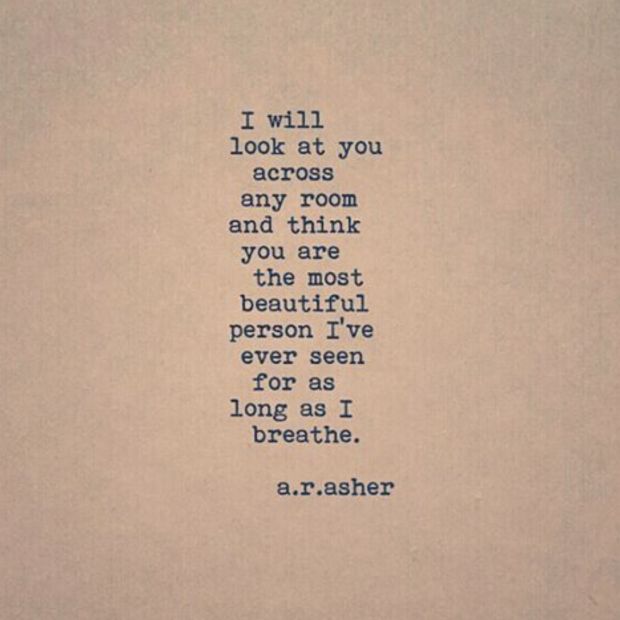 I will
look at you
across
any room
and think
you are
the most
beautiful
person I've
ever seen
for as
long as I
breathe.
a.r.asher